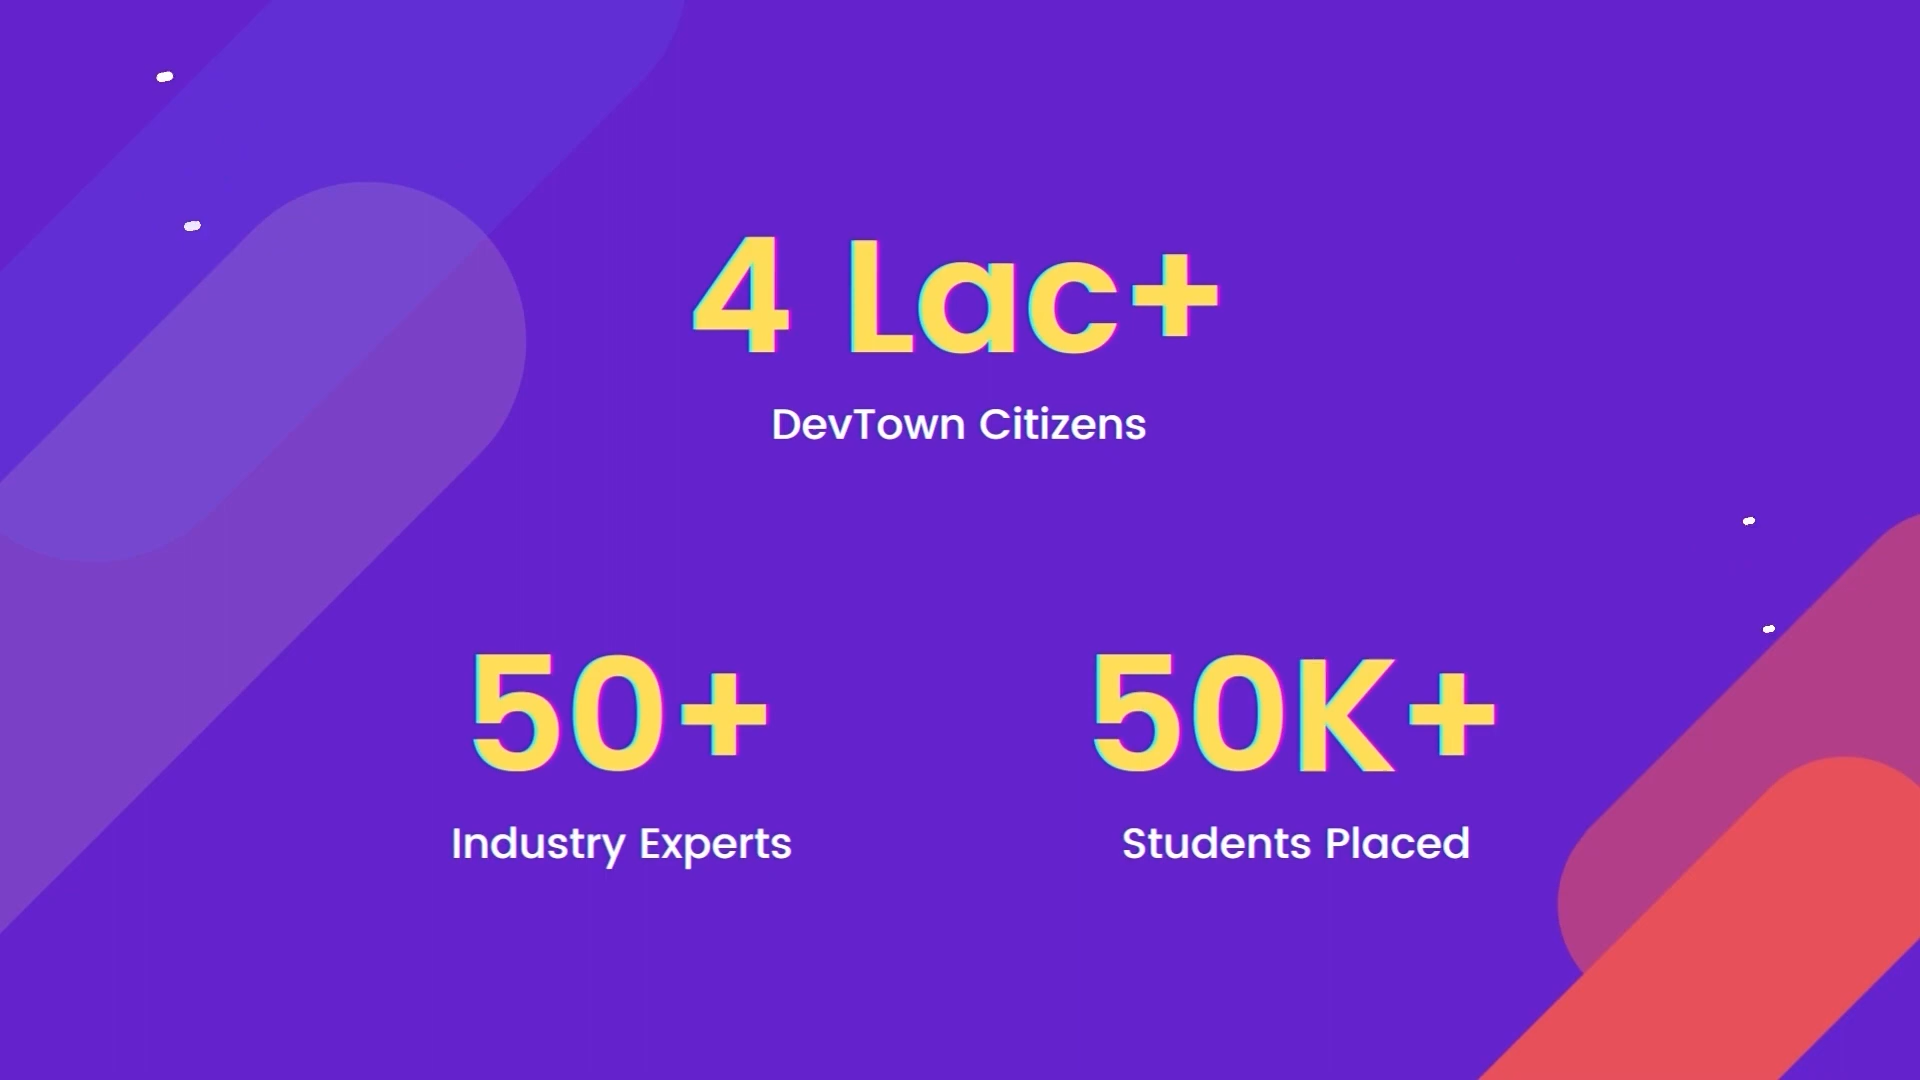 4 Lac+
DevTown Citizens
50+
Industry Experts
50K+
Students Placed